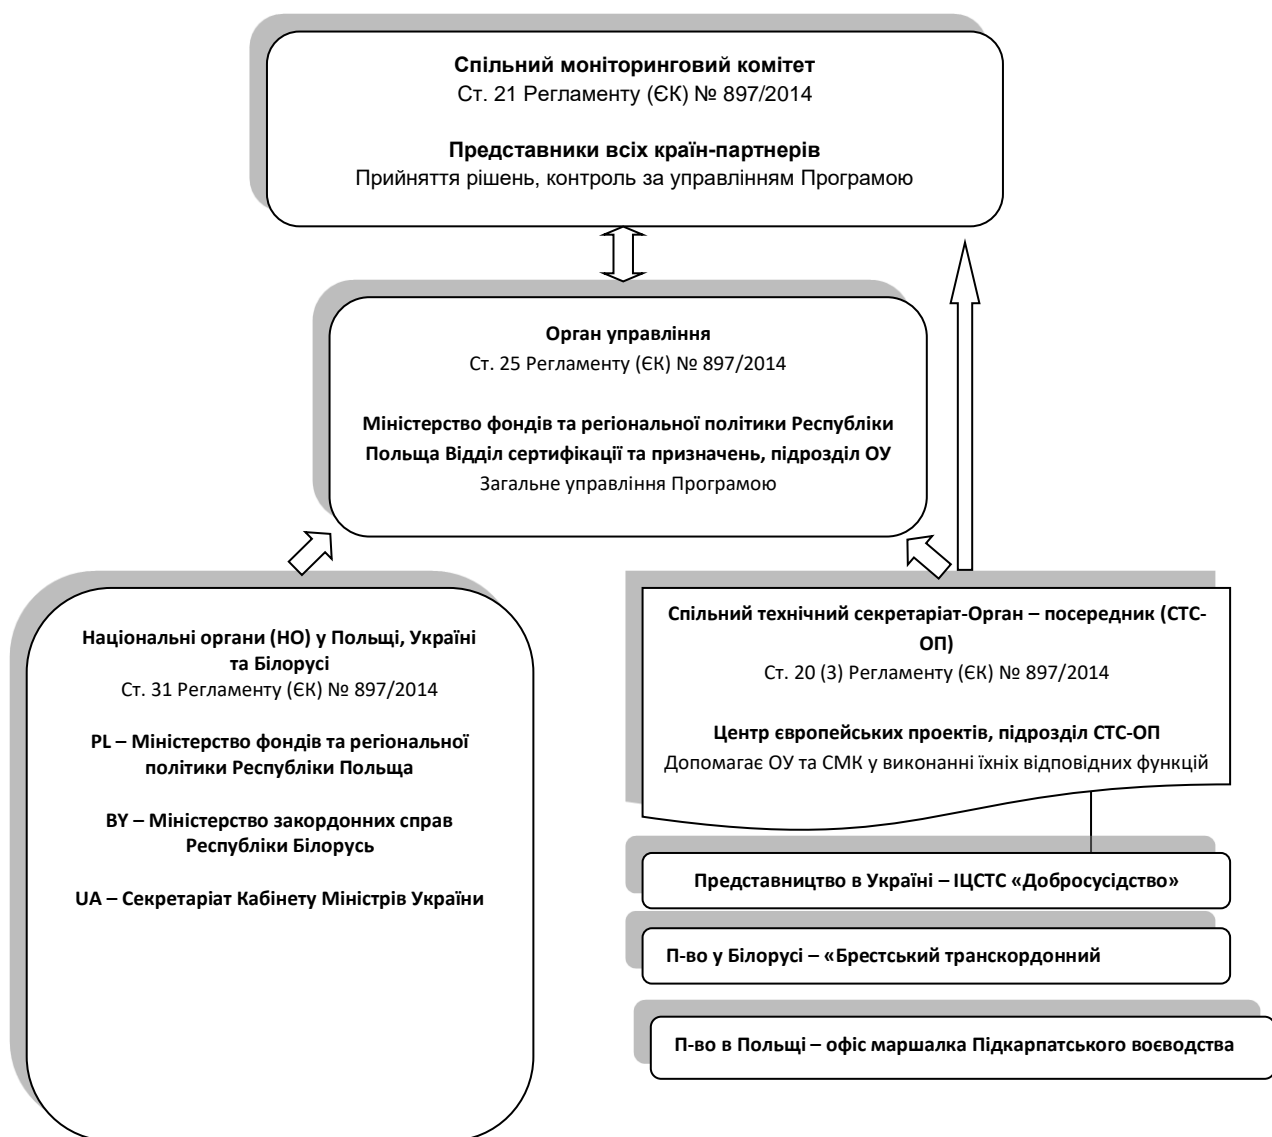 Спільний моніторинговий комітет
Ст. 21 Регламенту (ЄК) № 897/2014
Представники всіх країн-партнерів
Прийняття рішень, контроль за управлінням Програмою
Орган управління
Ст. 25 Регламенту (ЄК) № 897/2014
Міністерство фондів та регіональної політики Республіки
Польща Відділ сертифікації та призначень, підрозділ ОУ
Загальне управління Програмою
Національні органи (НО) у Польщі, Україні
та Білорусі
Ст. 31 Регламенту (ЄК) № 897/2014
PL – Міністерство фондів та регіональної
політики Республіки Польща
BY – Міністерство закордонних справ
Республіки Білорусь
UA – Секретаріат Кабінету Міністрів України
Спільний технічний секретаріат-Орган – посередник (СТС-
ОП)
Ст. 20 (3) Регламенту (ЄК) № 897/2014
Центр європейських проектів, підрозділ СТС-ОП
Допомагає ОУ та СМК у виконанні їхніх відповідних функцій
Представництво в Україні – ІЦСТС «Добросусідство»
П-во у Білорусі – «Брестський транскордонний
П-во в Польщі – офіс маршалка Підкарпатського воєводства